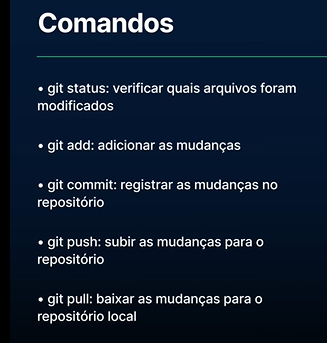 Comandos
• git status: verificar quais arquivos foram
modificados
• git add: adicionar as mudanças
• git commit: registrar as mudanças no
repositório
• git push: subir as mudanças para o
repositório
• git pull: baixar as mudanças para o
repositório local